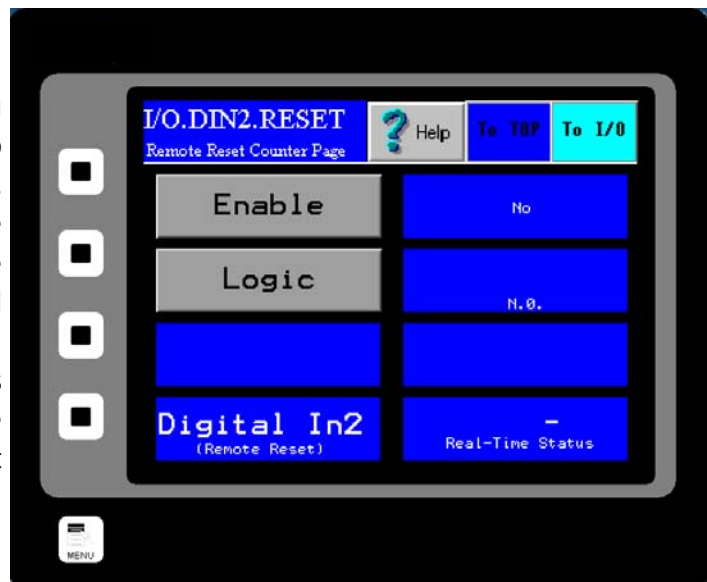 I/O.DIN2.RESET
Remote Reset Counter Page
? Help
To TOP
To I/O
Enable
No
Logic
N.O.
Digital In2
(Remote Reset)
-
Real-Time Status
MENU